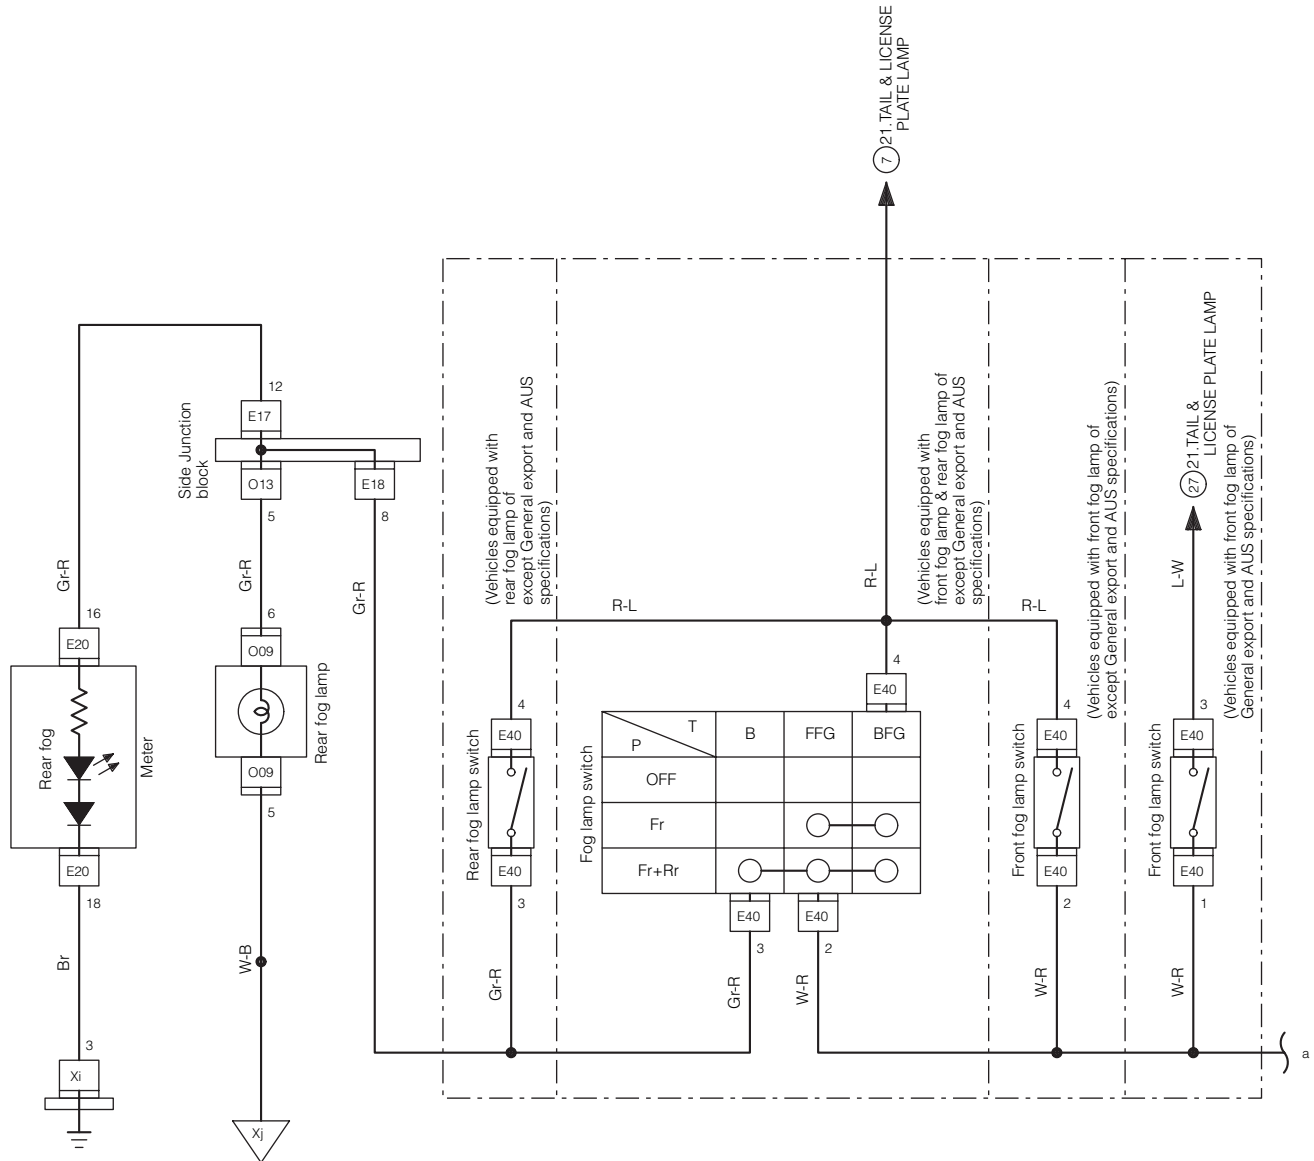 21.TAIL & LICENSE
PLATE LAMP
7
12
E17
Side Junction
block
O13
E18
5
8
Gr-R
Gr-R
Gr-R
16
6
E20
O09
Rear fog
Meter
Rear fog lamp
E20
O09
18
5
Br
W-B
3
Xi
Xj
(Vehicles equipped with
rear fog lamp of
except General export and AUS
specifications)
R-L
4
E40
Rear fog lamp switch
E40
3
Gr-R
R-L
(Vehicles equipped with
front fog lamp & rear fog lamp of
except General export and AUS
specifications)
4
E40
Fog lamp switch
T
P
B
FFG
BFG
OFF
Fr
Fr+Rr
E40
E40
3
2
Gr-R
W-R
R-L
(Vehicles equipped with front fog lamp of
except General export and AUS specifications)
4
E40
Front fog lamp switch
E40
2
W-R
27
21.TAIL &
LICENSE PLATE LAMP
L-W
(Vehicles equipped with front fog lamp of
General export and AUS specifications)
3
E40
Front fog lamp switch
E40
1
W-R
a